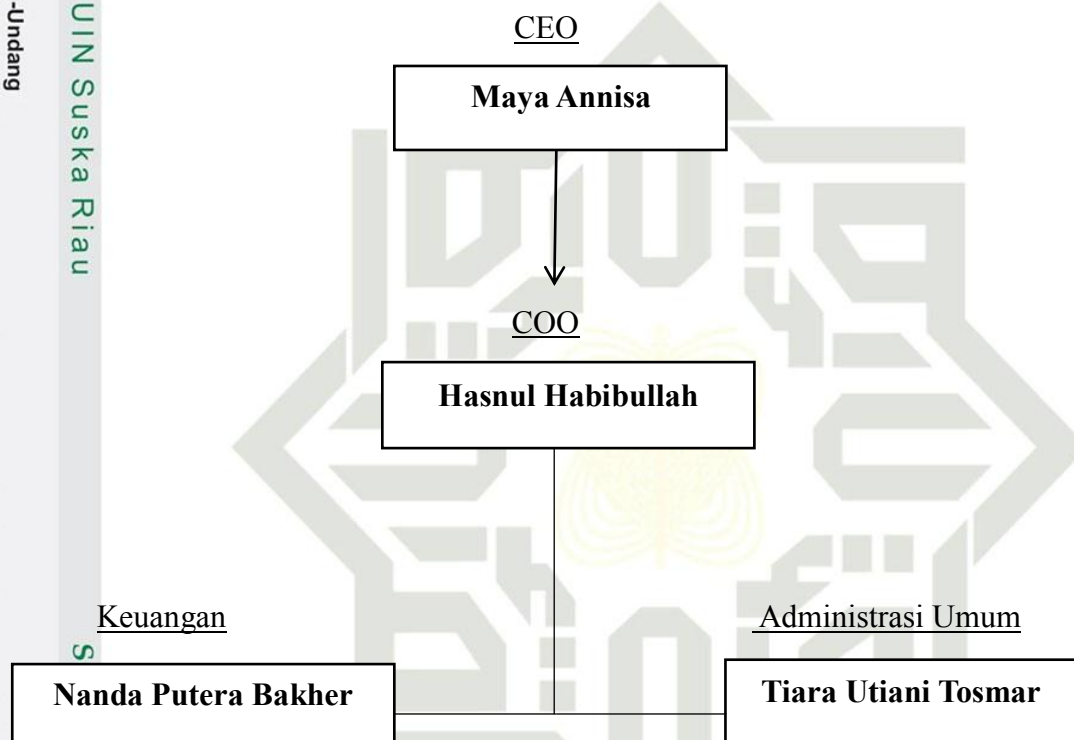 -Undang
UIN Suska Riau
S
CEO
Maya Annisa
COO
Hasnul Habibullah
Keuangan
Administrasi Umum
Nanda Putera Bakher
Tiara Utiani Tosmar